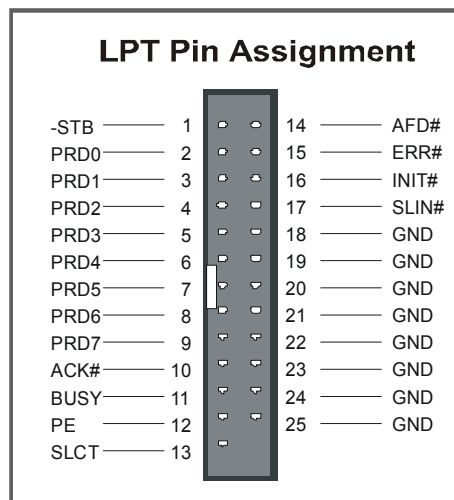 LPT Pin Assignment
-STB 1 14 AFD#
PRD0 2 15 ERR#
PRD1 3 16 INIT#
PRD2 4 17 SLIN#
PRD3 5 18 GND
PRD4 6 19 GND
PRD5 7 20 GND
PRD6 8 21 GND
PRD7 9 22 GND
ACK# 10 23 GND
BUSY 11 24 GND
PE 12 25 GND
SLCT 13